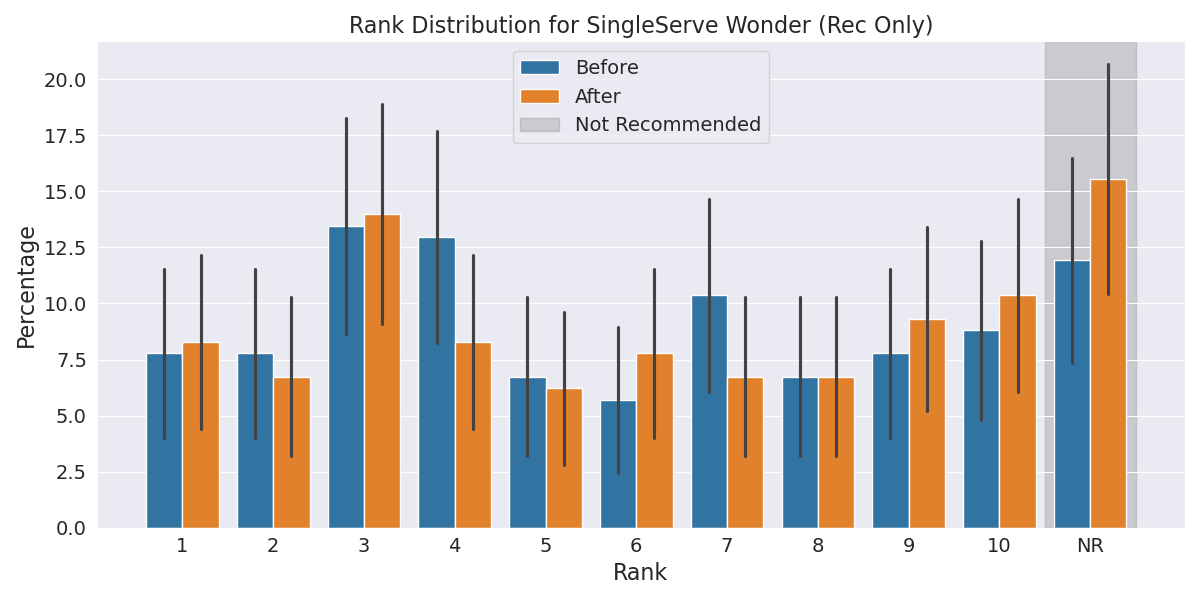 Rank Distribution for SingleServe Wonder (Rec Only)
Before
After
Not Recommended
Percentage
20.0
17.5
15.0
12.5
10.0
7.5
5.0
2.5
0.0
1 2 3 4 5 6 7 8 9 10 NR
Rank